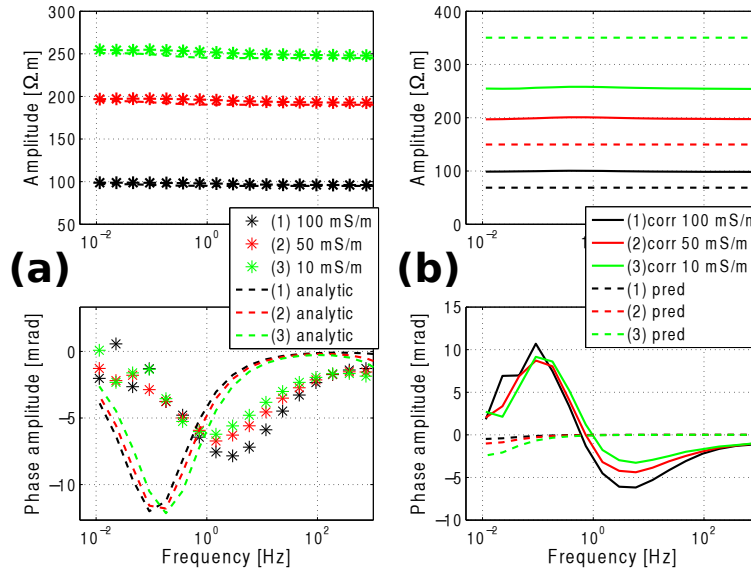 300
250
200
150
100
50
Amplitude [Ω.m]
10⁻²
10⁰
10²
400
300
200
100
0
Amplitude [Ω.m]
10⁻²
10⁰
10²
(1) 100 mS/m
(2) 50 mS/m
(3) 10 mS/m
(1) analytic
(2) analytic
(3) analytic
(1)corr 100 mS/m
(2)corr 50 mS/m
(3)corr 10 mS/m
(1) pred
(2) pred
(3) pred
(a)
(b)
0
−5
−10
Phase amplitude [mrad]
10⁻²
10⁰
10²
Frequency [Hz]
15
10
5
0
−5
−10
Phase amplitude [mrad]
10⁻²
10⁰
10²
Frequency [Hz]